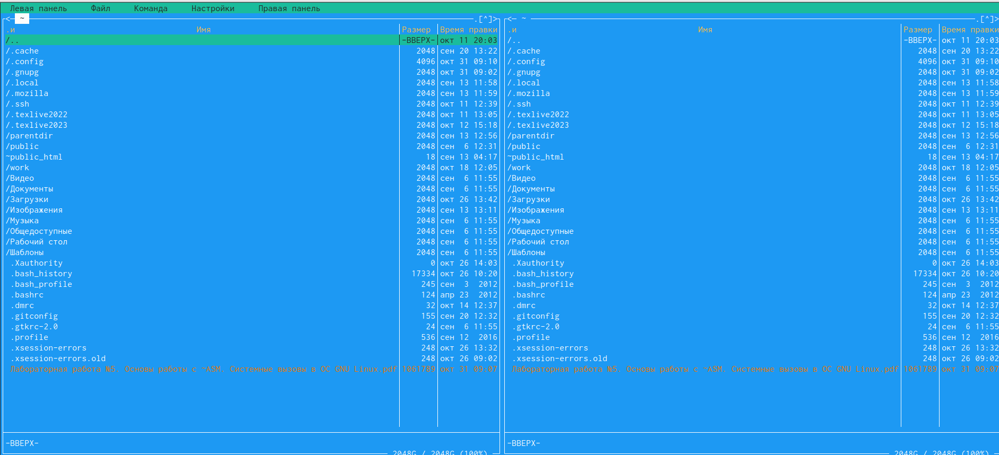 Левая панель Файл Команда Настройки Правая панель
<─ ~ .[^]>
.и Имя Размер Время правки
/.. -ВВЕРХ- окт 11 20:03
/.cache 2048 сен 20 13:22
/.config 4096 окт 31 09:10
/.gnupg 2048 окт 31 09:02
/.local 2048 сен 13 11:58
/.mozilla 2048 сен 13 11:59
/.ssh 2048 окт 11 12:39
/.texlive2022 2048 окт 11 13:05
/.texlive2023 2048 окт 12 15:18
/parentdir 2048 сен 13 12:56
/public 2048 сен 6 12:31
~public_html 18 сен 13 04:17
/work 2048 окт 18 12:05
/Видео 2048 сен 6 11:55
/Документы 2048 сен 6 11:55
/Загрузки 2048 окт 26 13:42
/Изображения 2048 сен 13 13:11
/Музыка 2048 сен 6 11:55
/Общедоступные 2048 сен 6 11:55
/Рабочий стол 2048 сен 6 11:55
/Шаблоны 2048 сен 6 11:55
.Xauthority 0 окт 26 14:03
.bash_history 17334 окт 26 10:20
.bash_profile 245 сен 3 2012
.bashrc 124 апр 23 2012
.dmrc 32 окт 14 12:37
.gitconfig 155 сен 20 12:32
.gtkrc-2.0 24 сен 6 11:55
.profile 536 сен 12 2016
.xsession-errors 248 окт 26 13:32
.xsession-errors.old 248 окт 26 09:02
Лабораторная работа №5. Основы работы с ~ASM. Системные вызовы в ОС GNU Linux.pdf 1061789 окт 31 09:07
-ВВЕРХ-
2048G / 2048G (100%)
<─ ~ .[^]>
.и Имя Размер Время правки
/.. -ВВЕРХ- окт 11 20:03
/.cache 2048 сен 20 13:22
/.config 4096 окт 31 09:10
/.gnupg 2048 окт 31 09:02
/.local 2048 сен 13 11:58
/.mozilla 2048 сен 13 11:59
/.ssh 2048 окт 11 12:39
/.texlive2022 2048 окт 11 13:05
/.texlive2023 2048 окт 12 15:18
/parentdir 2048 сен 13 12:56
/public 2048 сен 6 12:31
~public_html 18 сен 13 04:17
/work 2048 окт 18 12:05
/Видео 2048 сен 6 11:55
/Документы 2048 сен 6 11:55
/Загрузки 2048 окт 26 13:42
/Изображения 2048 сен 13 13:11
/Музыка 2048 сен 6 11:55
/Общедоступные 2048 сен 6 11:55
/Рабочий стол 2048 сен 6 11:55
/Шаблоны 2048 сен 6 11:55
.Xauthority 0 окт 26 14:03
.bash_history 17334 окт 26 10:20
.bash_profile 245 сен 3 2012
.bashrc 124 апр 23 2012
.dmrc 32 окт 14 12:37
.gitconfig 155 сен 20 12:32
.gtkrc-2.0 24 сен 6 11:55
.profile 536 сен 12 2016
.xsession-errors 248 окт 26 13:32
.xsession-errors.old 248 окт 26 09:02
Лабораторная работа №5. Основы работы с ~ASM. Системные вызовы в ОС GNU Linux.pdf 1061789 окт 31 09:07
-ВВЕРХ-
2048G / 2048G (100%)